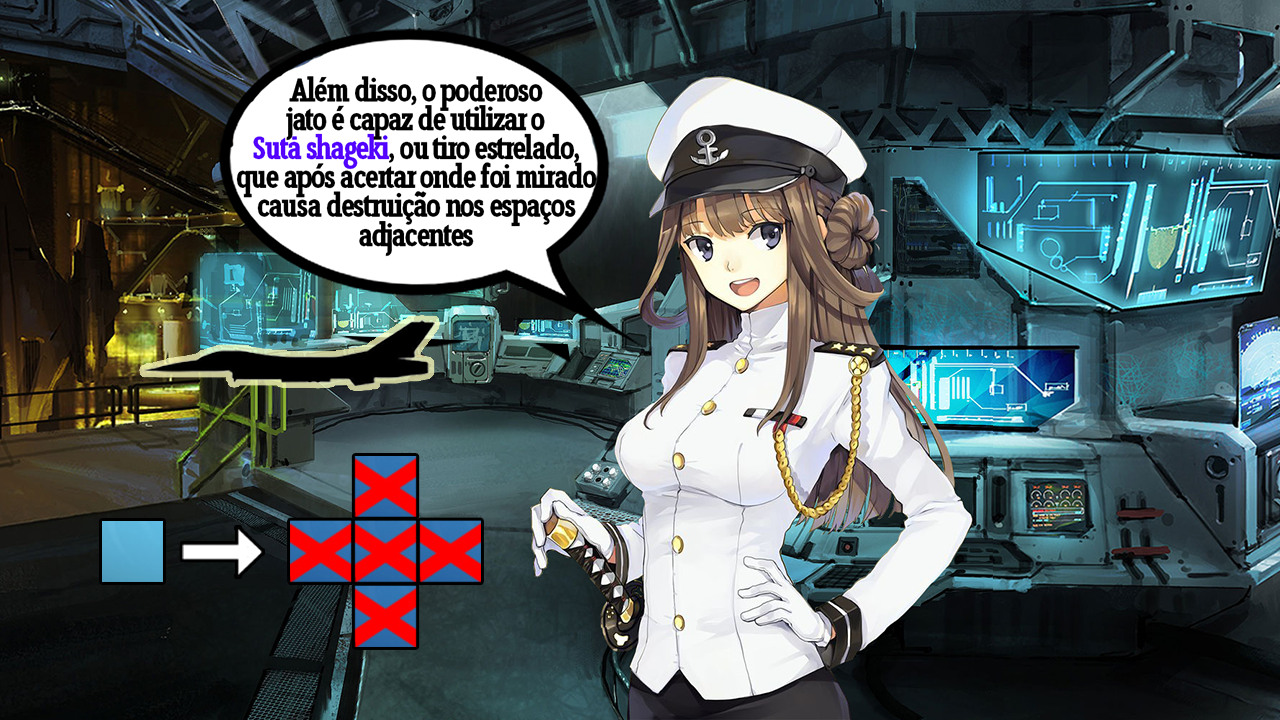 Além disso, o poderoso
jato é capaz de utilizar o
Sutā shageki, ou tiro estrelado,
que após acertar onde foi mirado
causa destruição nos espaços
adjacentes